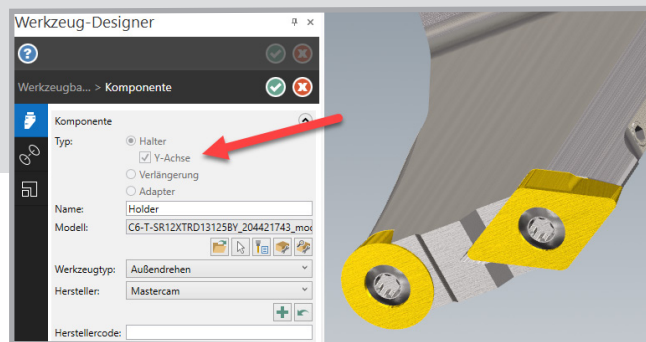 Werkzeug-Designer
Werkzeugba... > Komponente
Komponente
Typ: Halter
Y-Achse
Verlängerung
Adapter
Name: Holder
Modell: C6-T-SR12XTRD13125BY_204421743_mod
Werkzeugtyp: Außendrehen
Hersteller: Mastercam
Herstellercode: